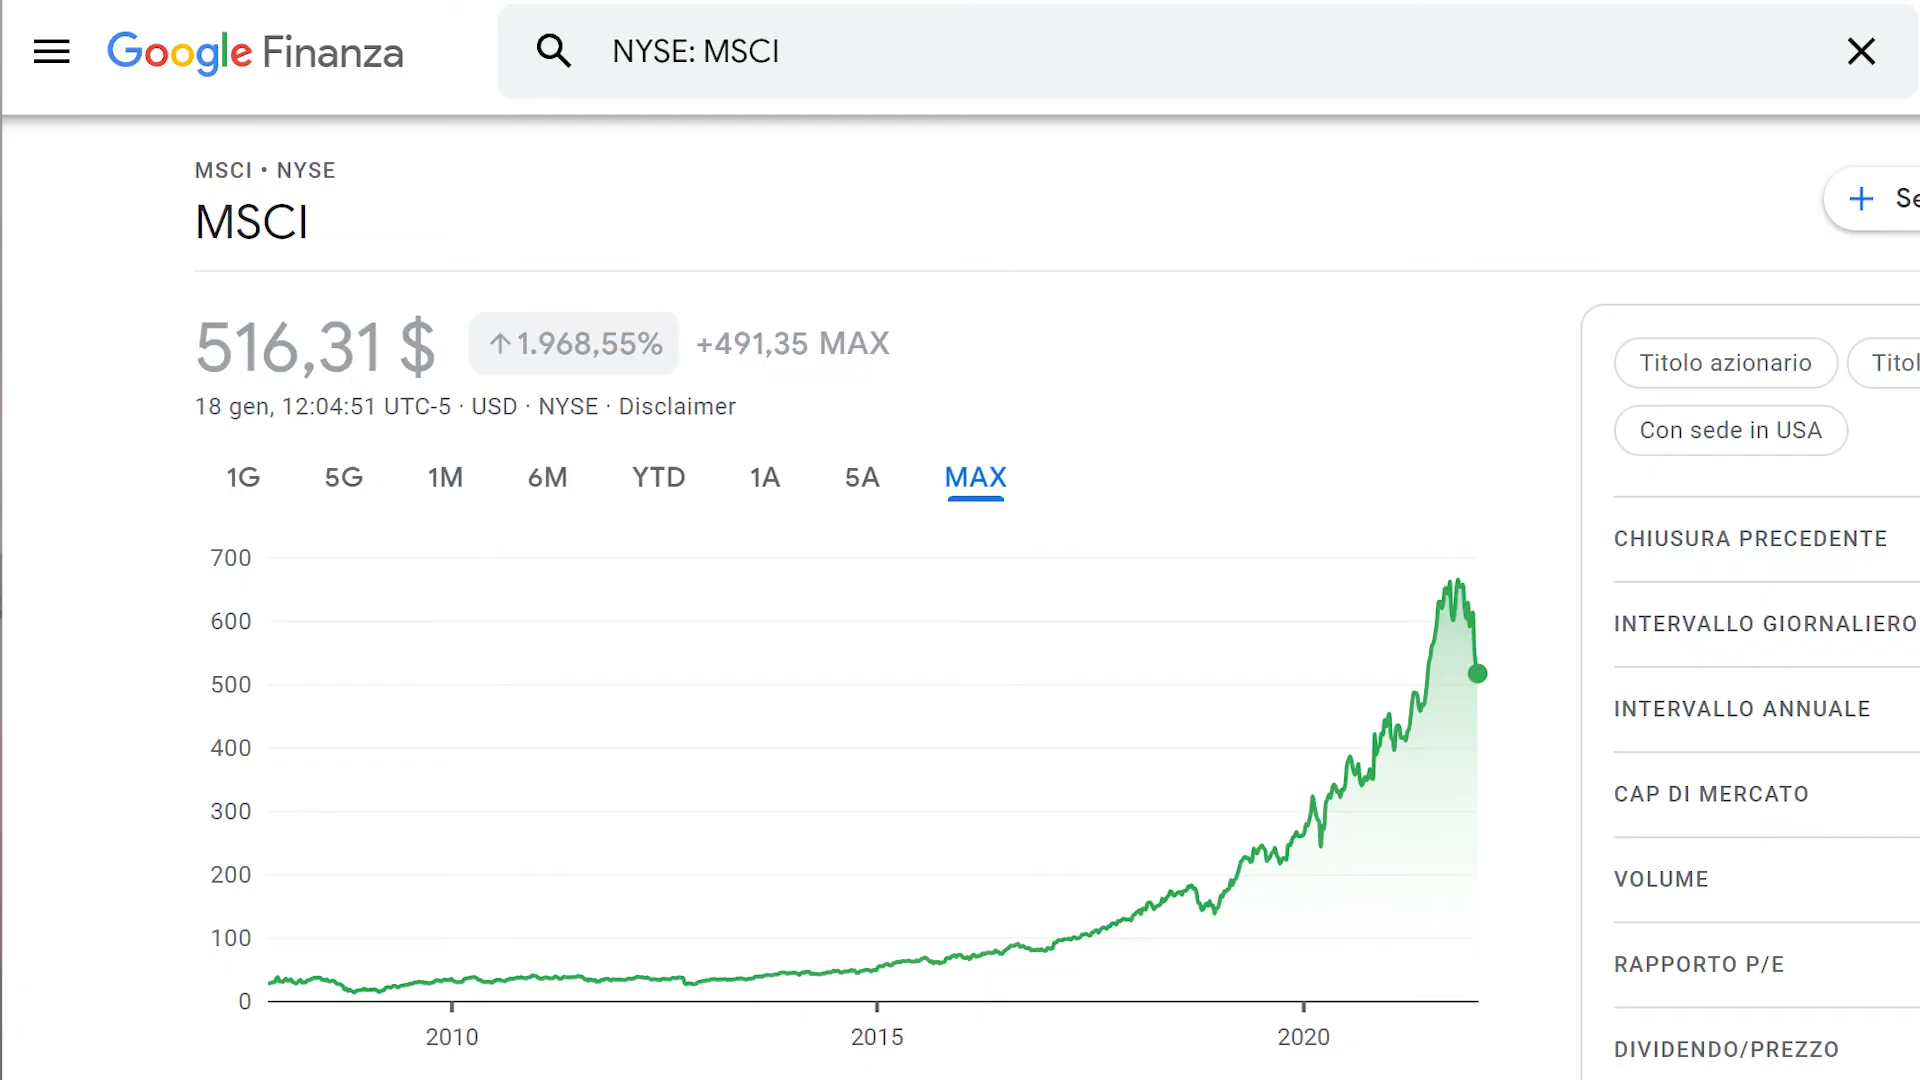 Google Finanza
NYSE: MSCI
MSCI • NYSE
MSCI
516,31 $
↑1.968,55%
+491,35 MAX
18 gen, 12:04:51 UTC-5 · USD · NYSE · Disclaimer
1G 5G 1M 6M YTD 1A 5A MAX
700
600
500
400
300
200
100
0
2010 2015 2020
+ Se
Titolo azionario
Titol
Con sede in USA
CHIUSURA PRECEDENTE
INTERVALLO GIORNALIERO
INTERVALLO ANNUALE
CAP DI MERCATO
VOLUME
RAPPORTO P/E
DIVIDENDO/PREZZO